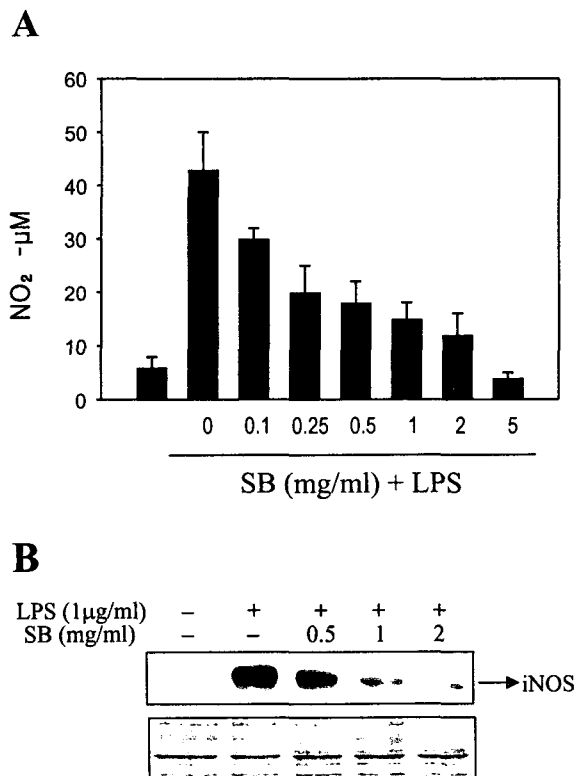 A
60
50
40
30
20
10
0
NO₂ -μM
0 0.1 0.25 0.5 1 2 5
SB (mg/ml) + LPS
B
LPS (1μg/ml) – + + + +
SB (mg/ml) – – 0.5 1 2
iNOS